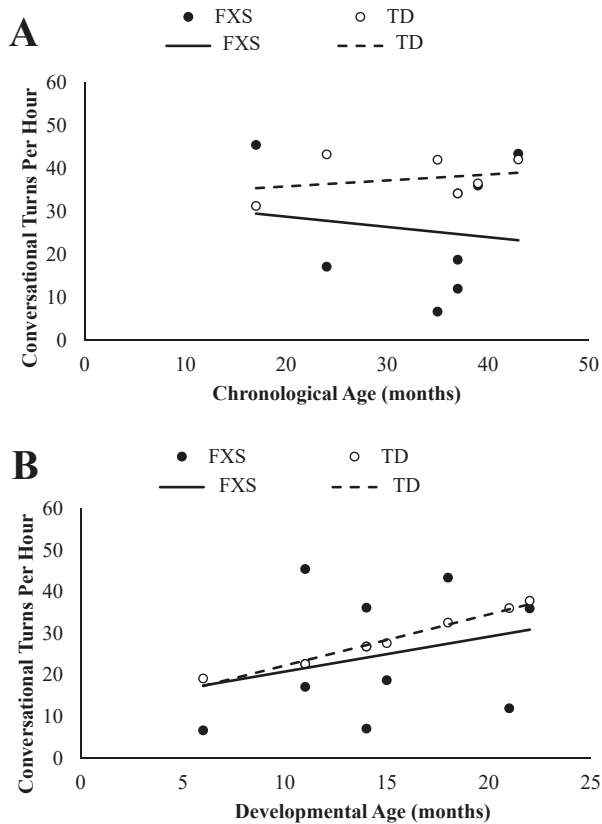 A
FXS TD
FXS TD
Conversational Turns Per Hour
60
50
40
30
20
10
0
0 10 20 30 40 50
Chronological Age (months)
B
FXS TD
FXS TD
Conversational Turns Per Hour
60
50
40
30
20
10
0
0 5 10 15 20 25
Developmental Age (months)